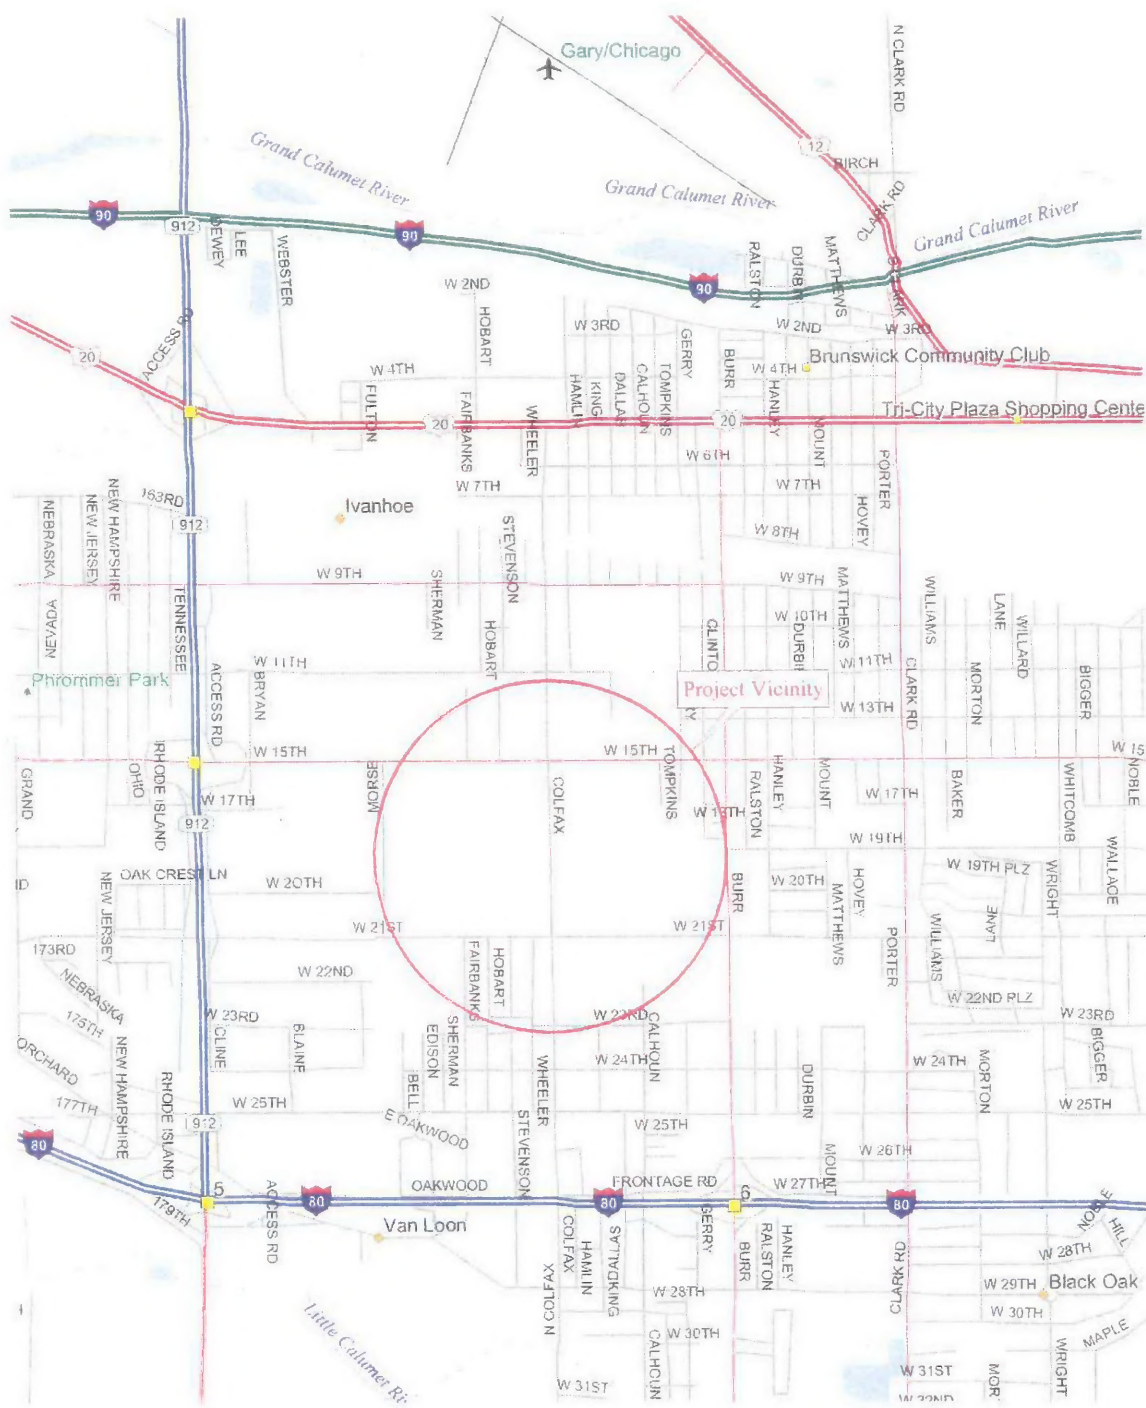 Gary/Chicago
N CLARK RD
12
BIRCH
Grand Calumet River
Grand Calumet River
CLARK RD
Grand Calumet River
90
912
DEWEY
LEE
90
WEBSTER
RALSTON
DURBIN
MATTHEWS
W 2ND
90
HOBART
W 3RD
GERRY
W 2ND
W 3RD
20
ACCESS RD
W 4TH
BURR
W 4TH
Brunswick Community Club
FULTON
FAIRBANKS
WHEELER
HAMLIN
KING
DALLAS
CALHOUN
TOMPKINS
HANLEY
MOUNT
Tri-City Plaza Shopping Cente
20
20
W 6TH
PORTER
W 7TH
W 7TH
NEBRASKA
NEW JERSEY
NEW HAMPSHIRE
163RD
912
Ivanhoe
STEVENSON
HOVEY
W 8TH
W 9TH
W 9TH
SHERMAN
MATTHEWS
WILLIAMS
LANE
WILLARD
NEVADA
TENNESSEE
HOBART
CLINTO
W 10TH
DURBI
W 11TH
W 11TH
Phrommer Park
ACCESS RD
BRYAN
Project Vicinity
CLARK RD
MORTON
BIGGER
W 13TH
W 15TH
W 15TH
W 15
GRAND
OHIO
RHODE ISLAND
W 17TH
MORSE
COLFAX
TOMPKINS
RALSTON
HANLEY
MOUNT
W 17TH
BAKER
WHITCOMB
NOBLE
912
W 19TH
OAK CREST LN
W 20TH
BURR
W 20TH
HOVEY
W 19TH PLZ
WRIGHT
WALLACE
NEW JERSEY
MATTHEWS
LANE
W 21ST
W 21ST
PORTER
WILLIAMS
173RD
NEBRASKA
W 22ND
FAIRBANKS
HOBART
W 22ND PLZ
175TH
W 23RD
W 23RD
W 23RD
ORCHARD
NEW HAMPSHIRE
CLINE
BLAINE
EDISON
SHERMAN
CALHOUN
BIGGER
W 24TH
W 24TH
177TH
RHODE ISLAND
BELL
WHEELER
DURBIN
MORTON
W 25TH
W 25TH
912
E OAKWOOD
STEVENSON
W 25TH
80
MOUNT
W 26TH
5
ACCESS RD
80
OAKWOOD
80
FRONTAGE RD
6
W 27TH
80
179TH
Van Loon
COLFAX
HAMLIN
GERRY
BURR
RALSTON
HANLEY
CLARK RD
NOBLE
HILL
W 28TH
N COLFAX
W 28TH
W 29TH
Black Oak
W 30TH
W 30TH
MAPLE
Little Calumet Ri
CALHOUN
W 31ST
W 31ST
MOR
WRIGHT